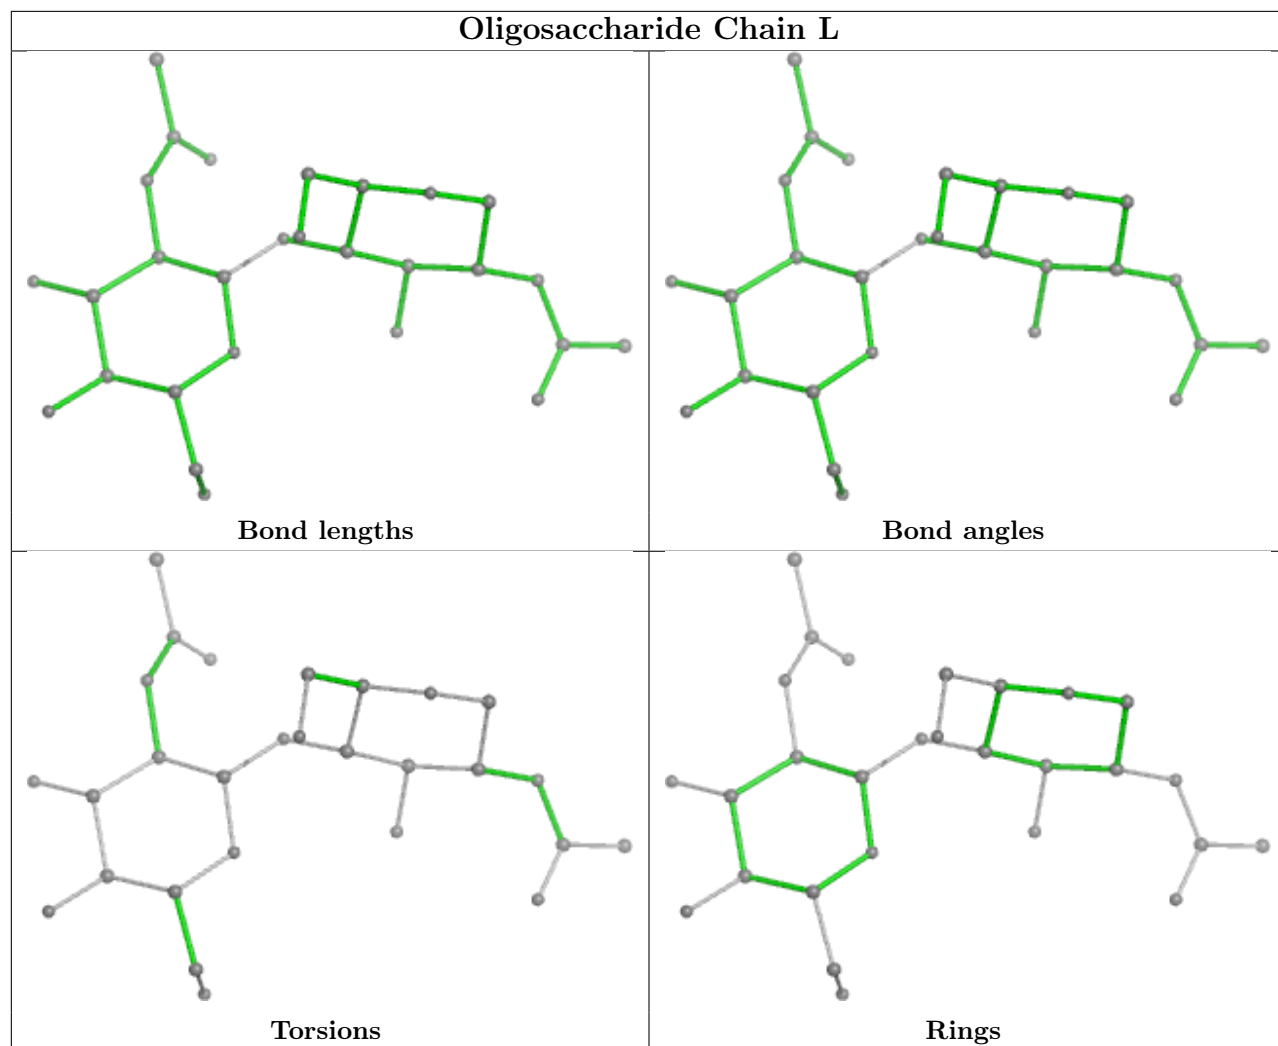 Oligosaccharide Chain L
Bond lengths
Bond angles
Torsions
Rings